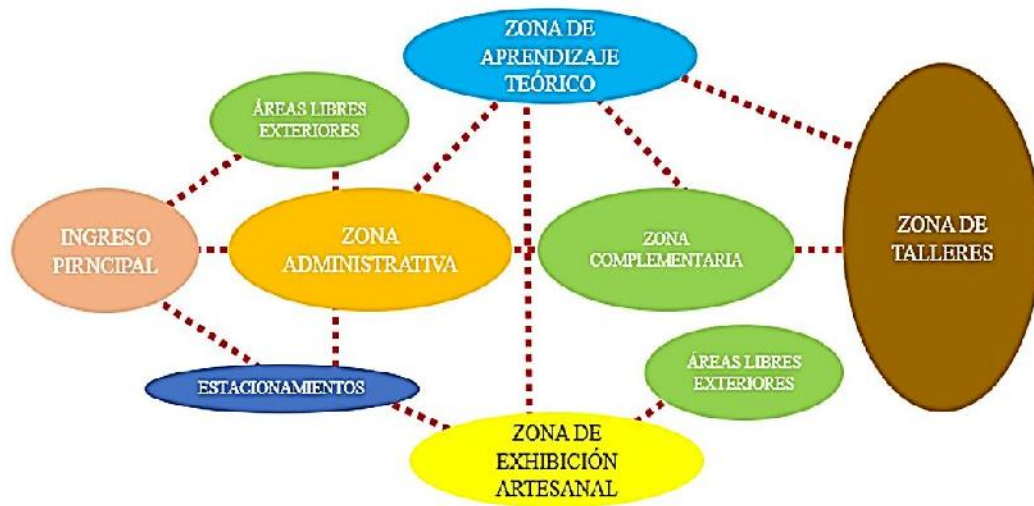 ZONA DE
APRENDIZAJE
TEÓRICO
ÁREAS LIBRES
EXTERIORES
INGRESO
PIRNCIPAL
ZONA
ADMINISTRATIVA
ZONA
COMPLEMENTARIA
ZONA DE
TALLERES
ESTACIONAMIENTOS
ÁREAS LIBRES
EXTERIORES
ZONA DE
EXHIBICIÓN
ARTESANAL